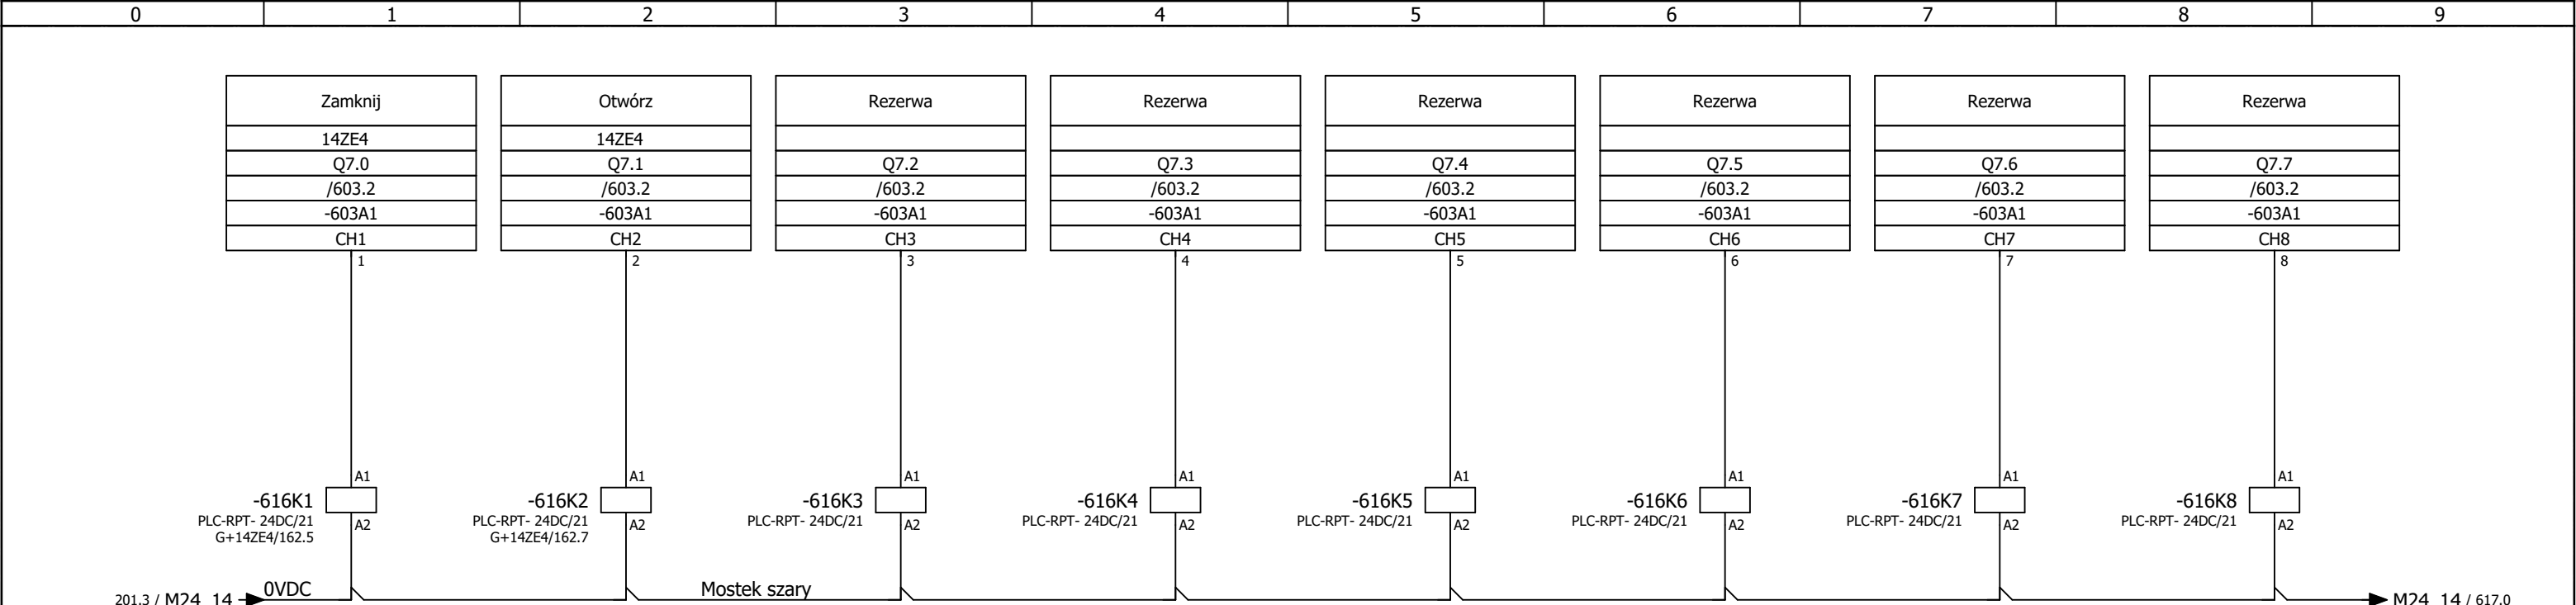 0 1 2 3 4 5 6 7 8 9
Zamknij Otwórz Rezerwa Rezerwa Rezerwa Rezerwa Rezerwa Rezerwa
14ZE4 14ZE4
Q7.0 Q7.1 Q7.2 Q7.3 Q7.4 Q7.5 Q7.6 Q7.7
/603.2 /603.2 /603.2 /603.2 /603.2 /603.2 /603.2 /603.2
-603A1 -603A1 -603A1 -603A1 -603A1 -603A1 -603A1 -603A1
CH1 CH2 CH3 CH4 CH5 CH6 CH7 CH8
1 2 3 4 5 6 7 8
A1 A1 A1 A1 A1 A1 A1 A1
-616K1 -616K2 -616K3 -616K4 -616K5 -616K6 -616K7 -616K8
PLC-RPT- 24DC/21 PLC-RPT- 24DC/21 PLC-RPT- 24DC/21 PLC-RPT- 24DC/21 PLC-RPT- 24DC/21 PLC-RPT- 24DC/21 PLC-RPT- 24DC/21 PLC-RPT- 24DC/21
A2 A2 A2 A2 A2 A2 A2 A2
G+14ZE4/162.5 G+14ZE4/162.7
0VDC Mostek szary
201.3 / M24_14 M24_14 / 617.0